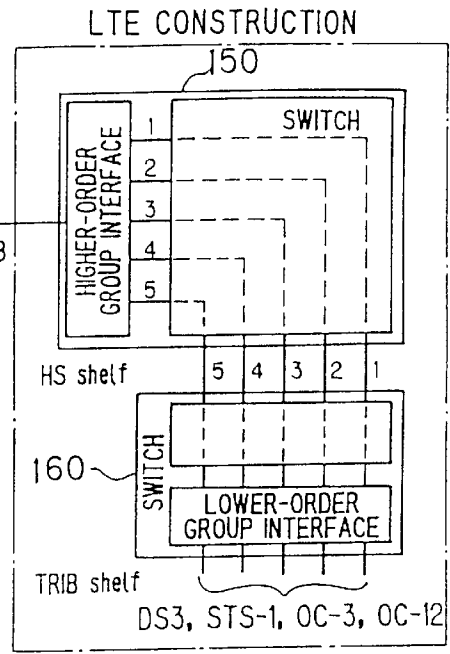 LTE CONSTRUCTION
150
HIGHER-ORDER
GROUP INTERFACE
1
2
3
4
5
SWITCH
HS shelf
5 4 3 2 1
160
SWITCH
LOWER-ORDER
GROUP INTERFACE
TRIB shelf
DS3, STS-1, OC-3, OC-12